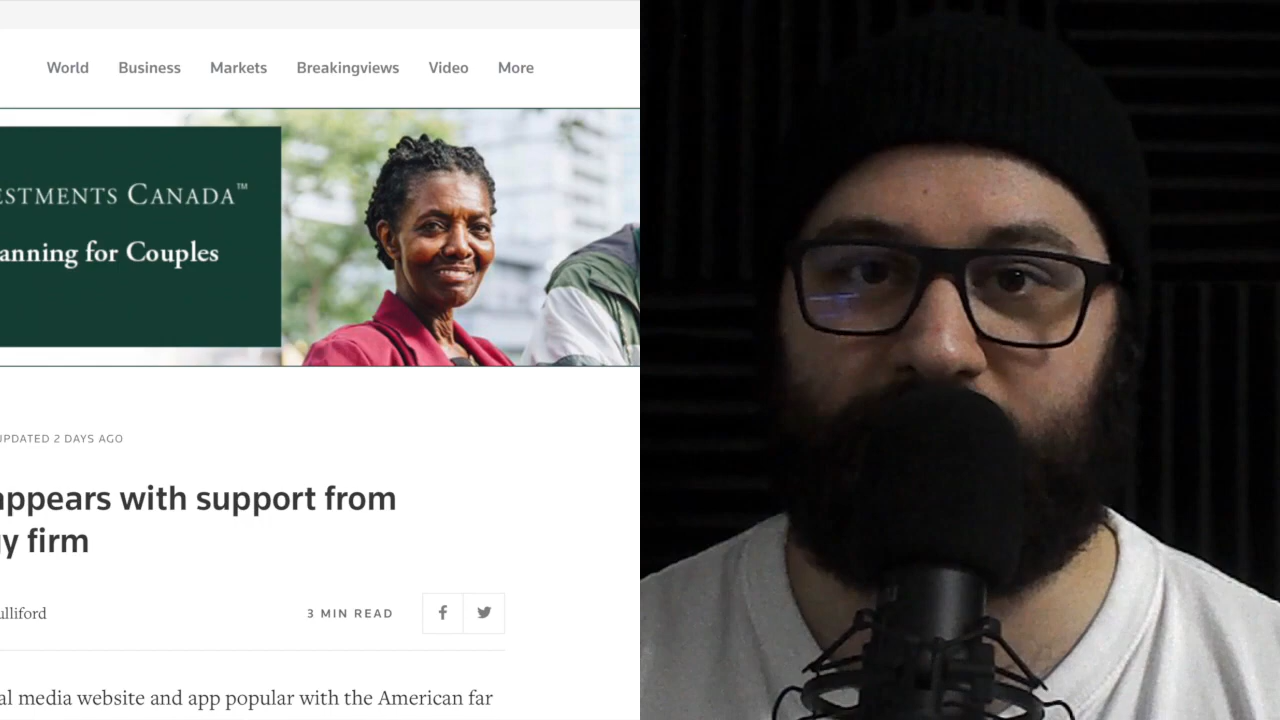 World Business Markets Breakingviews Video More
ESTMENTS CANADA™
anning for Couples
UPDATED 2 DAYS AGO
appears with support from
y firm
ulliford
3 MIN READ
al media website and app popular with the American far